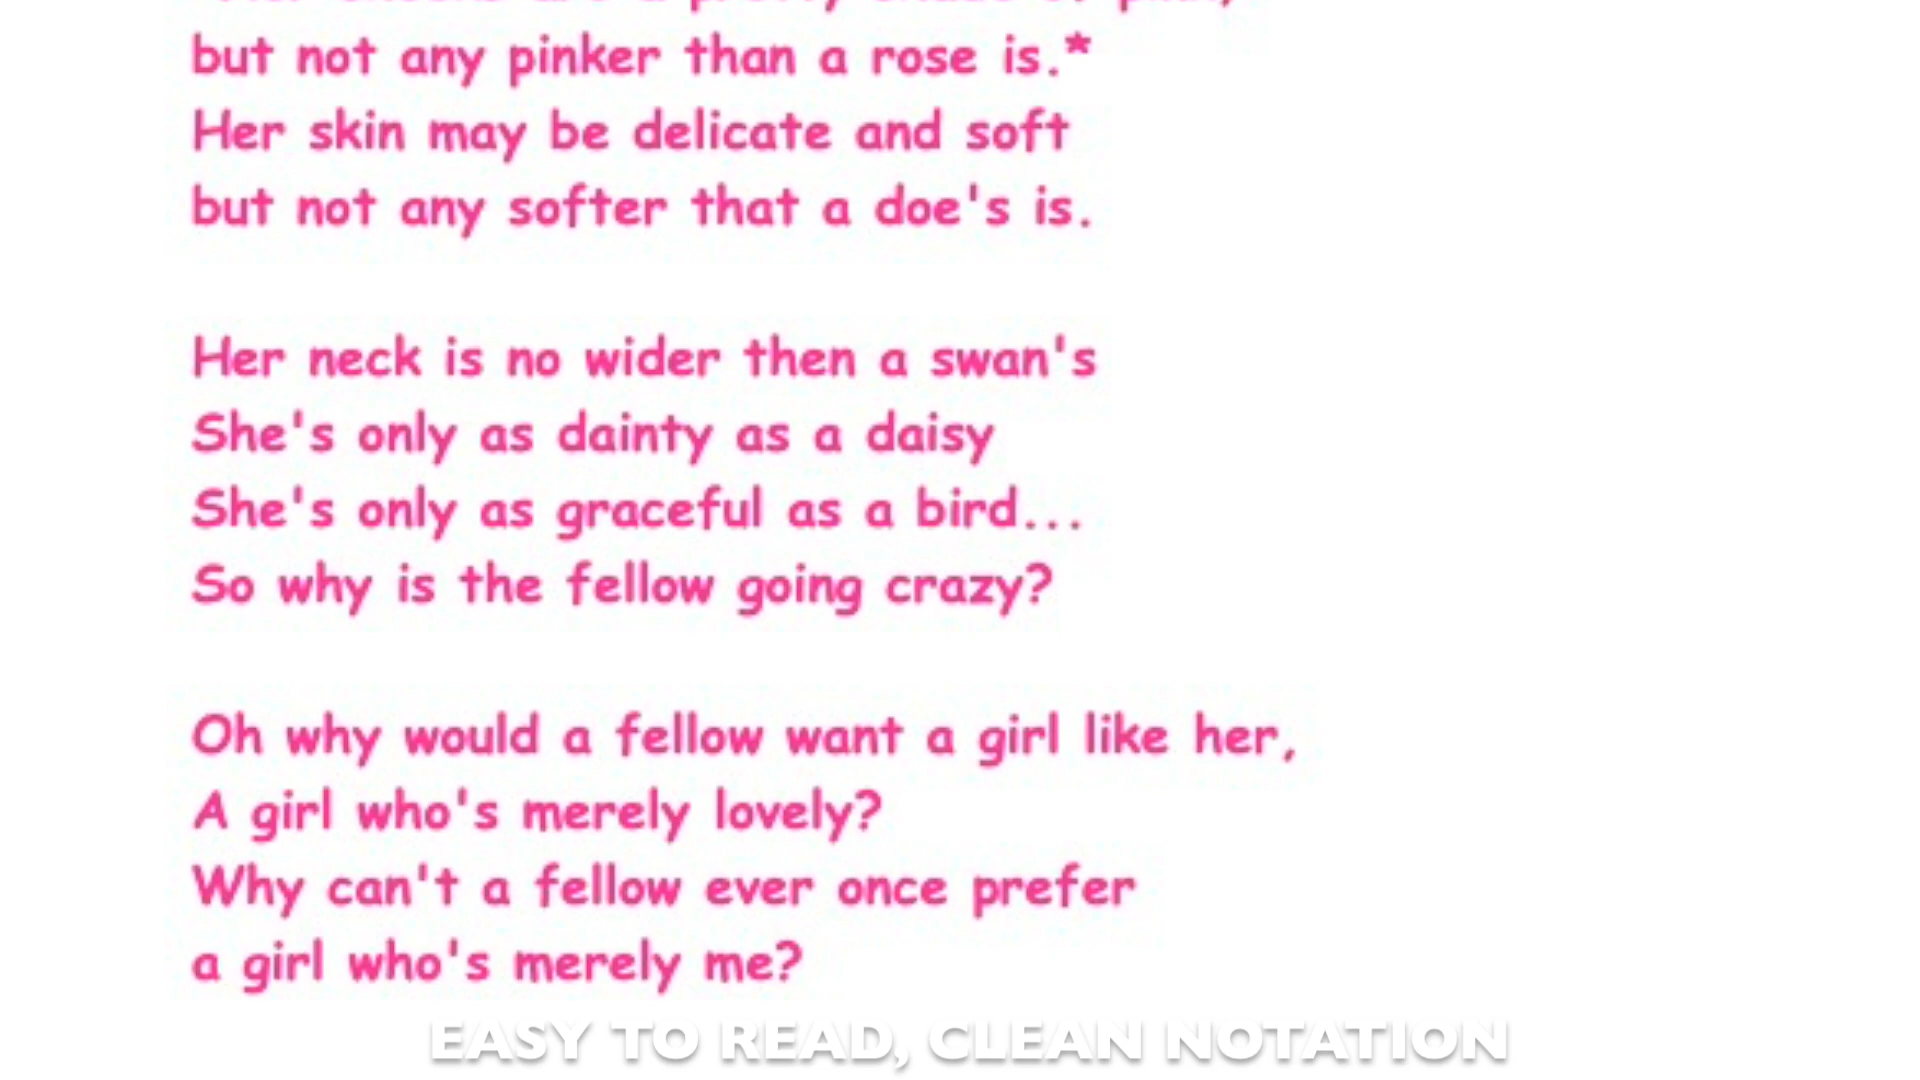 but not any pinker than a rose is.*
Her skin may be delicate and soft
but not any softer that a doe's is.
Her neck is no wider then a swan's
She's only as dainty as a daisy
She's only as graceful as a bird...
So why is the fellow going crazy?
Oh why would a fellow want a girl like her,
A girl who's merely lovely?
Why can't a fellow ever once prefer
a girl who's merely me?
EASY TO READ, CLEAN NOTATION